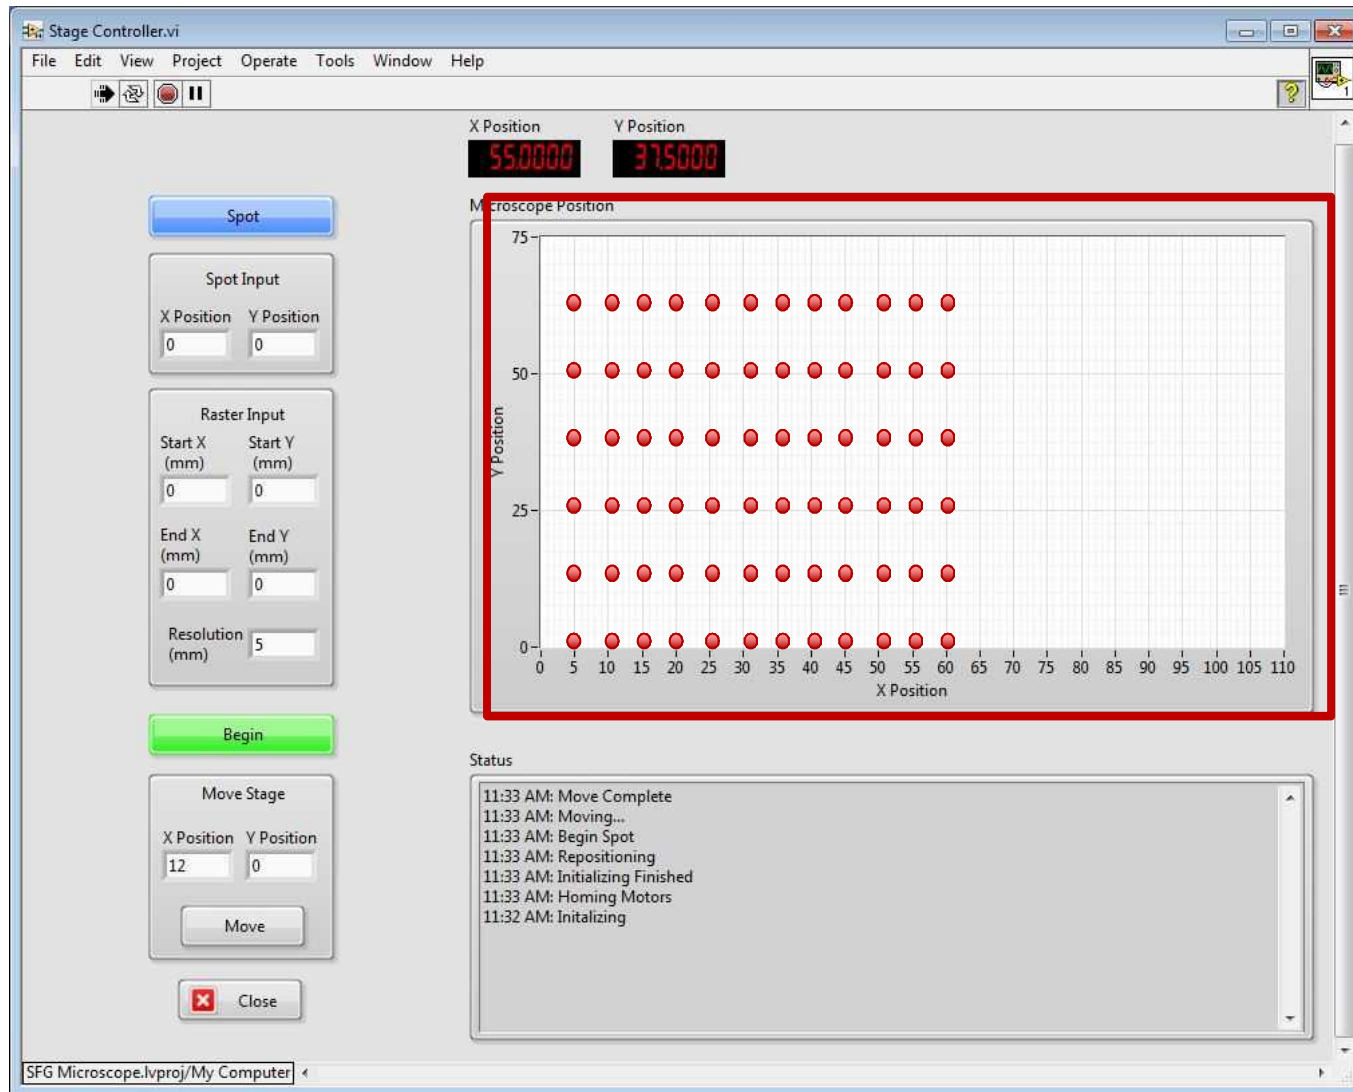 Stage Controller.vi
File Edit View Project Operate Tools Window Help
1
X Position Y Position
55.0000 37.5000
Spot
Spot Input
X Position Y Position
0 0
Raster Input
Start X (mm) Start Y (mm)
0 0
End X (mm) End Y (mm)
0 0
Resolution (mm) 5
Begin
Move Stage
X Position Y Position
12 0
Move
Close
Microscope Position
75
50
25
0
Y Position
0 5 10 15 20 25 30 35 40 45 50 55 60 65 70 75 80 85 90 95 100 105 110
X Position
Status
11:33 AM: Move Complete
11:33 AM: Moving...
11:33 AM: Begin Spot
11:33 AM: Repositioning
11:33 AM: Initializing Finished
11:33 AM: Homing Motors
11:32 AM: Initalizing
SFG Microscope.lvproj/My Computer